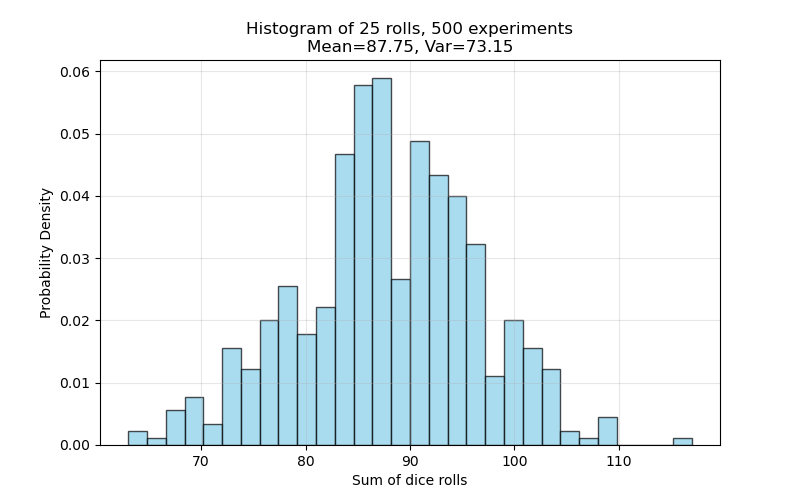 Histogram of 25 rolls, 500 experiments
Mean=87.75, Var=73.15
0.06
0.05
0.04
0.03
0.02
0.01
0.00
Probability Density
70 80 90 100 110
Sum of dice rolls